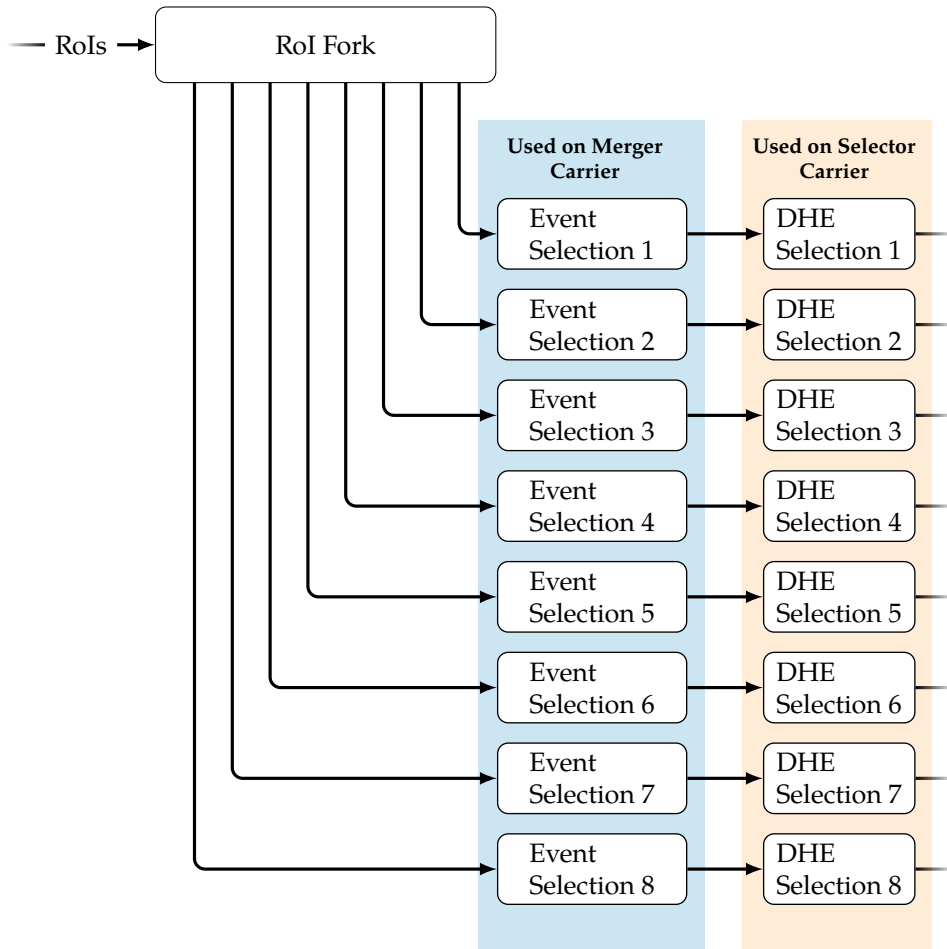 RoIs
RoI Fork
Used on Merger
Carrier
Used on Selector
Carrier
Event
Selection 1
DHE
Selection 1
Event
Selection 2
DHE
Selection 2
Event
Selection 3
DHE
Selection 3
Event
Selection 4
DHE
Selection 4
Event
Selection 5
DHE
Selection 5
Event
Selection 6
DHE
Selection 6
Event
Selection 7
DHE
Selection 7
Event
Selection 8
DHE
Selection 8